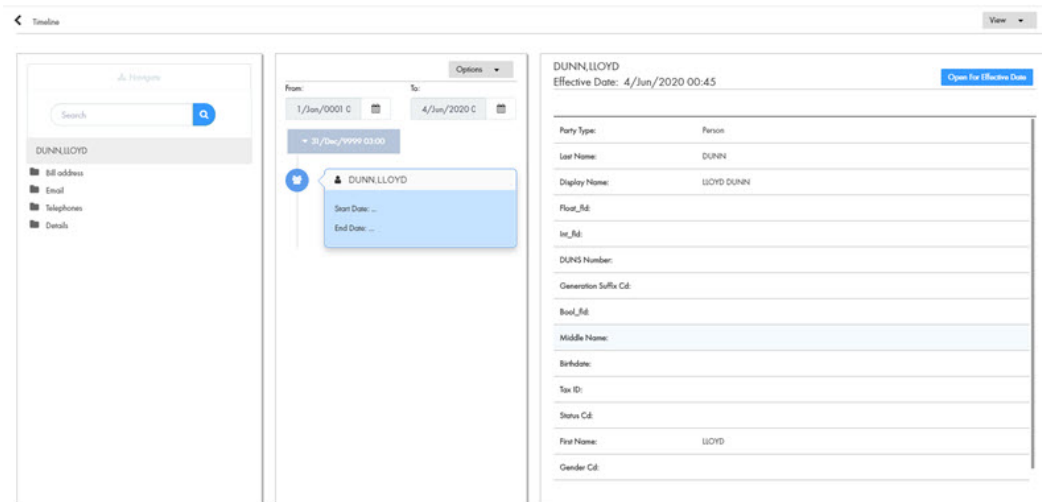 Timeline
View
Navigate
Search
DUNN,LLOYD
Bill address
Email
Telephones
Details
Options
From:
To:
1/Jan/0001 0
4/Jun/2020 0
31/Dec/9999 03:00
DUNN,LLOYD
Start Date: ...
End Date: ...
DUNN,LLOYD
Effective Date: 4/Jun/2020 00:45
Open for Effective Date
Party Type: Person
Last Name: DUNN
Display Name: LLOYD DUNN
Float_fld:
Int_fld:
DUNS Number:
Generation Suffix Cd:
Bool_fld:
Middle Name:
Birthdate:
Tax ID:
Status Cd:
First Name: LLOYD
Gender Cd: